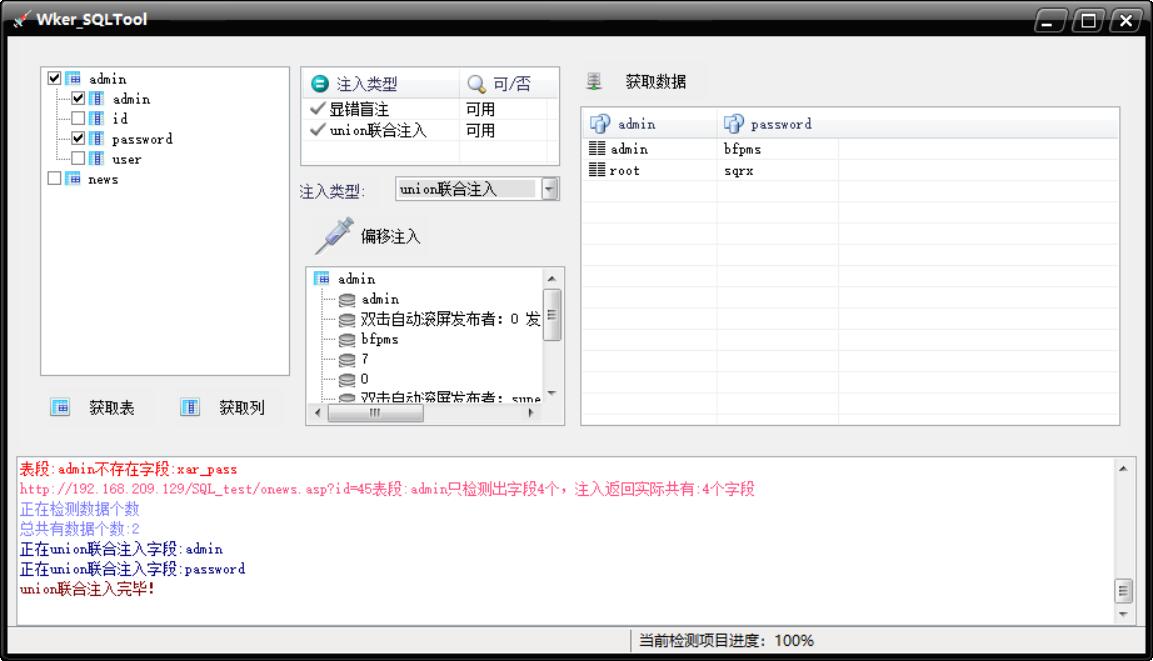 Wker_SQLTool
admin
admin
id
password
user
news
获取表
获取列
注入类型 可/否
显错盲注 可用
union联合注入 可用
注入类型: union联合注入
偏移注入
admin
admin
双击自动滚屏发布者: 0 发
bfpms
7
0
双击自动滚屏发布者: supe
获取数据
admin password
admin bfpms
root sqrx
表段:admin不存在字段:xar_pass
http://192.168.209.129/SQL_test/onews.asp?id=45表段:admin只检测出字段4个，注入返回实际共有:4个字段
正在检测数据个数
总共有数据个数:2
正在union联合注入字段:admin
正在union联合注入字段:password
union联合注入完毕!
当前检测项目进度: 100%